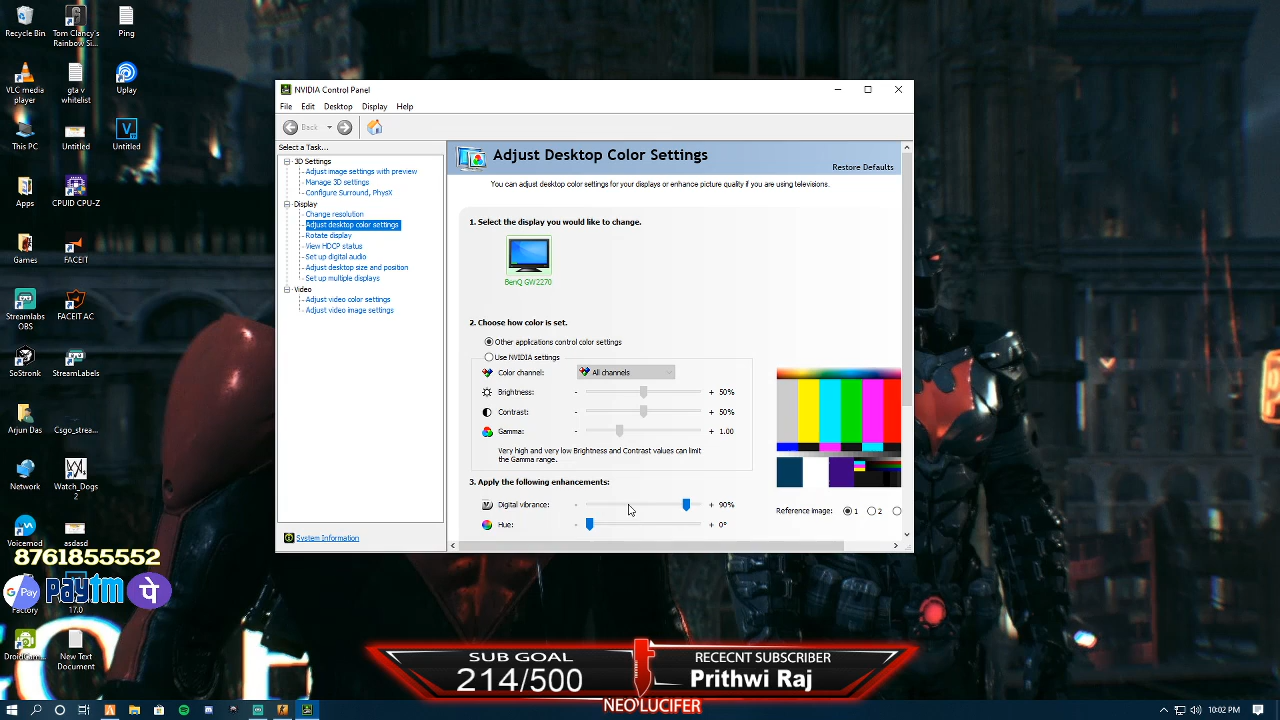 Recycle Bin
Tom Clancy's
Rainbow Si...
Ping
VLC media
player
gta v
whitelist
Uplay
This PC
Untitled
Untitled
Apps
CPUID CPU-Z
Games
FACEIT
Streamlabs
OBS
FACEIT AC
SoStronk
StreamLabels
Arjun Das
Csgo_strea...
Network
Watch_Dogs
2
Voicemod
asdasd
8761855552
G Pay
paytm
पे
Factory
17.0
DroidCam...
New Text
Document
NVIDIA Control Panel
File
Edit
Desktop
Display
Help
Back
Select a Task...
3D Settings
Adjust image settings with preview
Manage 3D settings
Configure Surround, PhysX
Display
Change resolution
Adjust desktop color settings
Rotate display
View HDCP status
Set up digital audio
Adjust desktop size and position
Set up multiple displays
Video
Adjust video color settings
Adjust video image settings
System Information
Adjust Desktop Color Settings
Restore Defaults
You can adjust desktop color settings for your displays or enhance picture quality if you are using televisions.
1. Select the display you would like to change.
BenQ GW2270
2. Choose how color is set.
Other applications control color settings
Use NVIDIA settings
Color channel:
All channels
Brightness:
- + 50%
Contrast:
- + 50%
Gamma:
- + 1.00
Very high and very low Brightness and Contrast values can limit
the Gamma range.
3. Apply the following enhancements:
Digital vibrance:
- + 90%
Hue:
- + 0°
Reference image:
1
2
SUB GOAL
214/500
RECECNT SUBSCRIBER
Prithwi Raj
NEO LUCIFER
10:02 PM